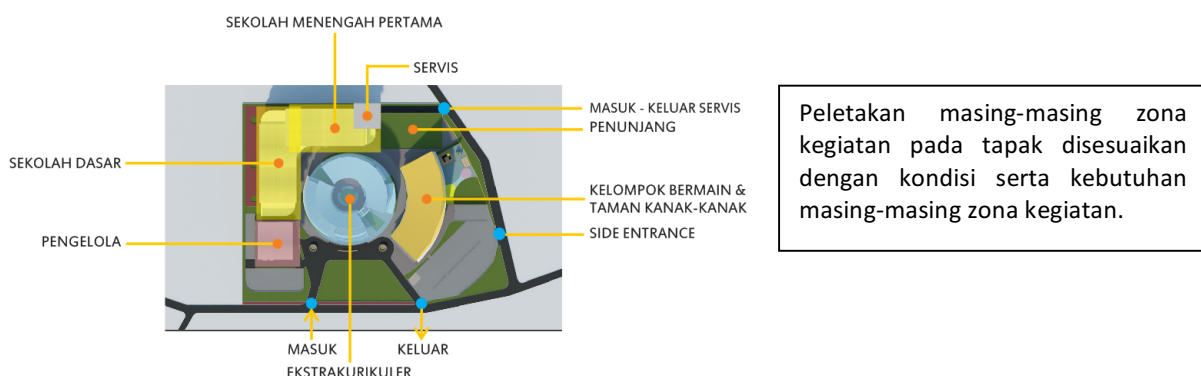 SEKOLAH MENENGAH PERTAMA
SERVIS
MASUK - KELUAR SERVIS
PENUNJANG
SEKOLAH DASAR
KELOMPOK BERMAIN &
TAMAN KANAK-KANAK
PENGELOLA
SIDE ENTRANCE
MASUK
KELUAR
EKSTRAKURIKULER
Peletakan masing-masing zona
kegiatan pada tapak disesuaikan
dengan kondisi serta kebutuhan
masing-masing zona kegiatan.